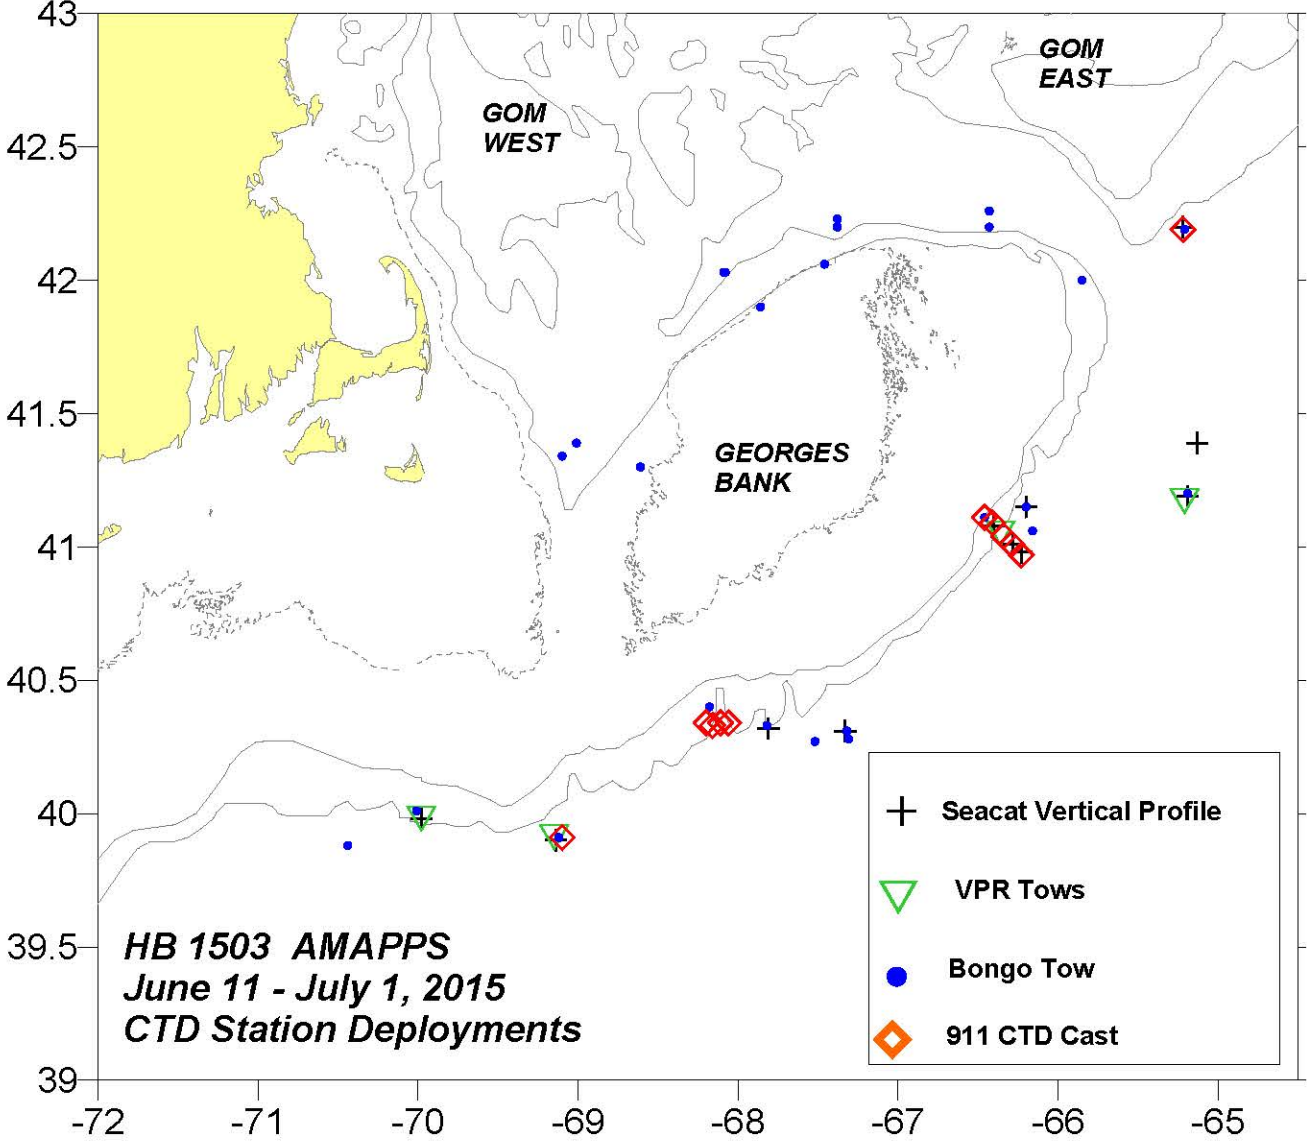 43
42.5
42
41.5
41
40.5
40
39.5
39
-72
-71
-70
-69
-68
-67
-66
-65
GOM
WEST
GOM
EAST
GEORGES
BANK
Seacat Vertical Profile
VPR Tows
Bongo Tow
911 CTD Cast
HB 1503 AMAPPS
June 11 - July 1, 2015
CTD Station Deployments